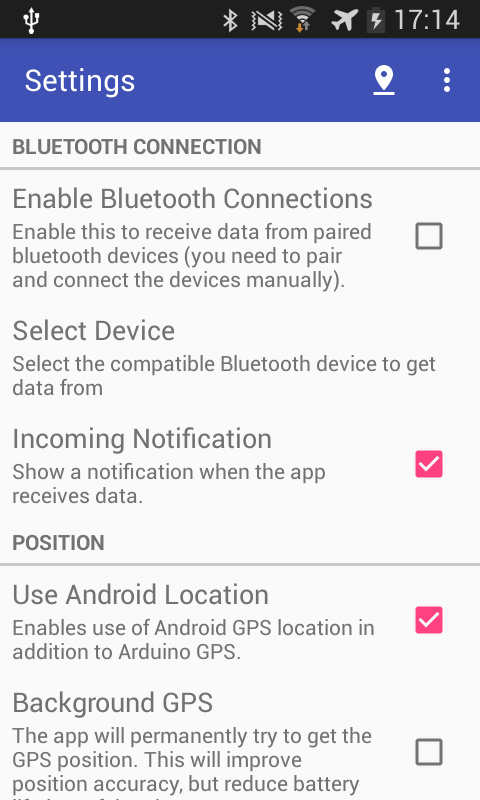 17:14
Settings
BLUETOOTH CONNECTION
Enable Bluetooth Connections
Enable this to receive data from paired
bluetooth devices (you need to pair
and connect the devices manually).
Select Device
Select the compatible Bluetooth device to get
data from
Incoming Notification
Show a notification when the app
receives data.
POSITION
Use Android Location
Enables use of Android GPS location in
addition to Arduino GPS.
Background GPS
The app will permanently try to get the
GPS position. This will improve
position accuracy, but reduce battery